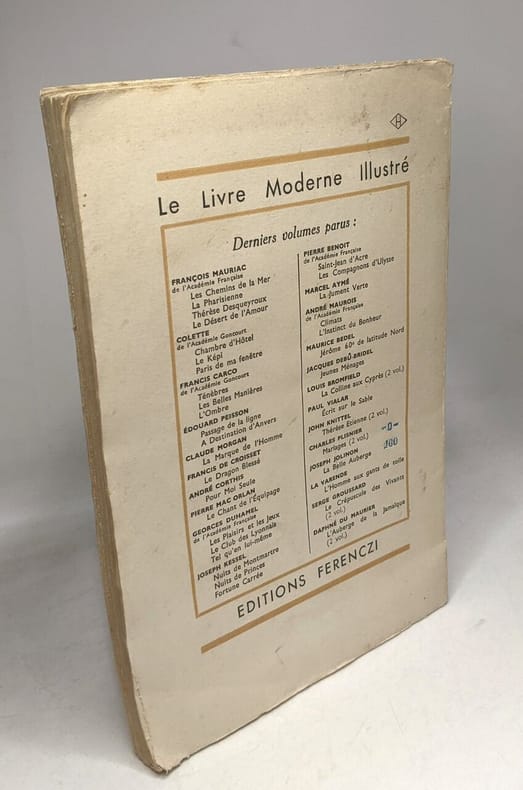 H
Le Livre Moderne Illustré
Derniers volumes parus :
FRANÇOIS MAURIAC
de l'Académie Française
Les Chemins de la Mer
La Pharisienne
Thérèse Desqueyroux
Le Désert de l'Amour
COLETTE
de l'Académie Goncourt
Chambre d'Hôtel
Le Képi
Paris de ma fenêtre
FRANCIS CARCO
de l'Académie Goncourt
Ténèbres
Les Belles Manières
L'Ombre
ÉDOUARD PEISSON
Passage de la ligne
A Destination d'Anvers
CLAUDE MORGAN
La Marque de l'Homme
FRANCIS DE CROISSET
Le Dragon Blessé
ANDRÉ CORTHIS
Pour Moi Seule
PIERRE MAC ORLAN
Le Chant de l'Équipage
GEORGES DUHAMEL
de l'Académie Française
Les Plaisirs et les Jeux
Le Club des Lyonnais
Tel qu'en lui-même
JOSEPH KESSEL
Nuits de Montmartre
Nuits de Princes
Fortune Carrée
PIERRE BENOIT
de l'Académie Française
Saint-Jean d'Acre
Les Compagnons d'Ulysse
MARCEL AYMÉ
La Jument Verte
ANDRÉ MAUROIS
de l'Académie Française
Climats
L'Instinct du Bonheur
MAURICE BEDEL
Jérôme 60° de latitude Nord
JACQUES DEBÛ-BRIDEL
Jeunes Ménages
LOUIS BROMFIELD
La Colline aux Cyprès (2 vol.)
PAUL VIALAR
Écrit sur le Sable
JOHN KNITTEL
Thérèse Etienne (2 vol.)
CHARLES PLISNIER
Mariages (2 vol.)
JOSEPH JOLINON
La Belle Auberge
LA VARENDE
L'Homme aux gants de toile
SERGE GROUSSARD
Le Crépuscule des Vivants
(2 vol.)
DAPHNÉ DU MAURIER
L'Auberge de la Jamaïque
(2 vol.)
-0-
EDITIONS FERENCZI